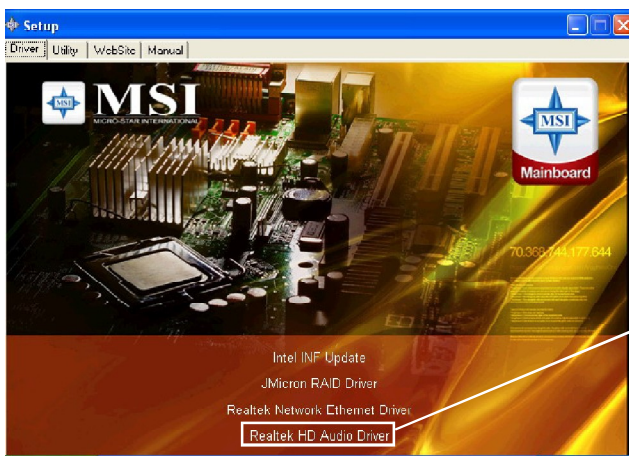 Setup
Driver Utility WebSite Manual
MSI MSI
MICRO-STAR INTERNATIONAL
MSI
Mainboard
70.368.744.177.644
Intel INF Update
JMicron RAID Driver
Realtek Network Ethernet Driver
Realtek HD Audio Driver